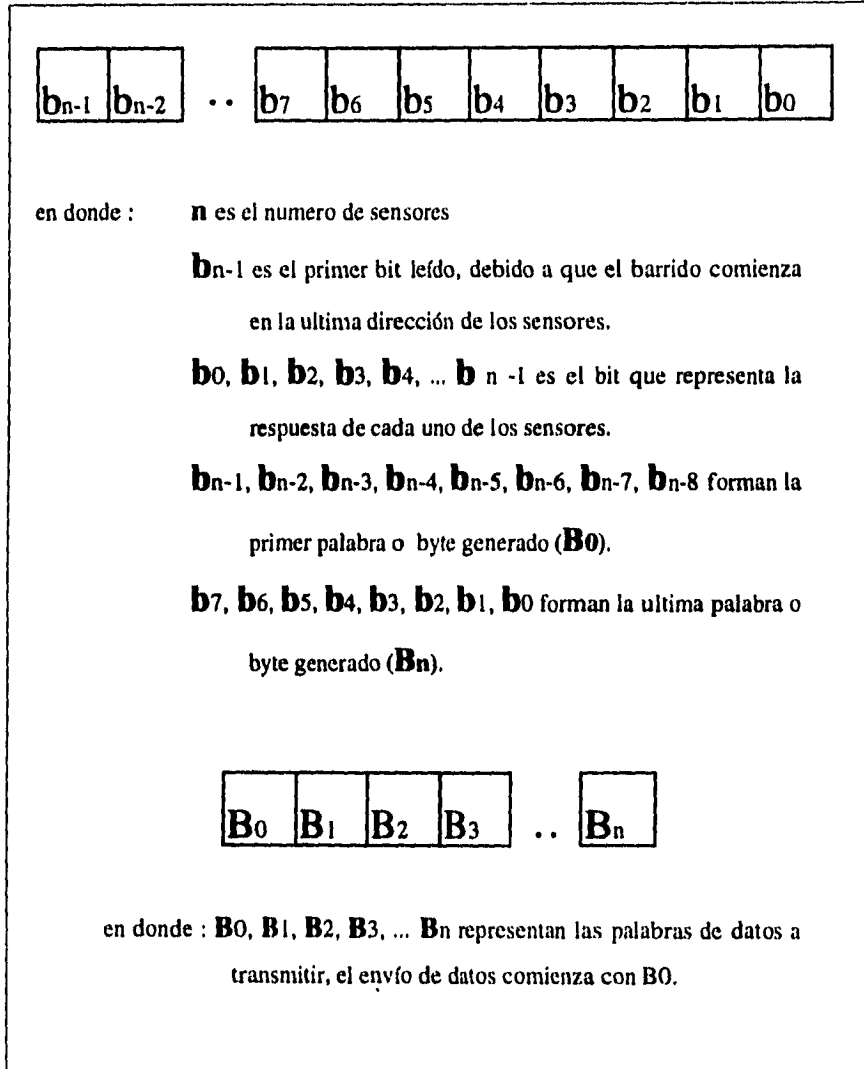 bn-1 bn-2 .. b7 b6 b5 b4 b3 b2 b1 b0
en donde : n es el numero de sensores
bn-1 es el primer bit leído, debido a que el barrido comienza
en la ultima dirección de los sensores.
b0, b1, b2, b3, b4, ... b n -1 es el bit que representa la
respuesta de cada uno de los sensores.
bn-1, bn-2, bn-3, bn-4, bn-5, bn-6, bn-7, bn-8 forman la
primer palabra o byte generado (B0).
b7, b6, b5, b4, b3, b2, b1, b0 forman la ultima palabra o
byte generado (Bn).
B0 B1 B2 B3 .. Bn
en donde : B0, B1, B2, B3, ... Bn representan las palabras de datos a
transmitir, el envío de datos comienza con B0.